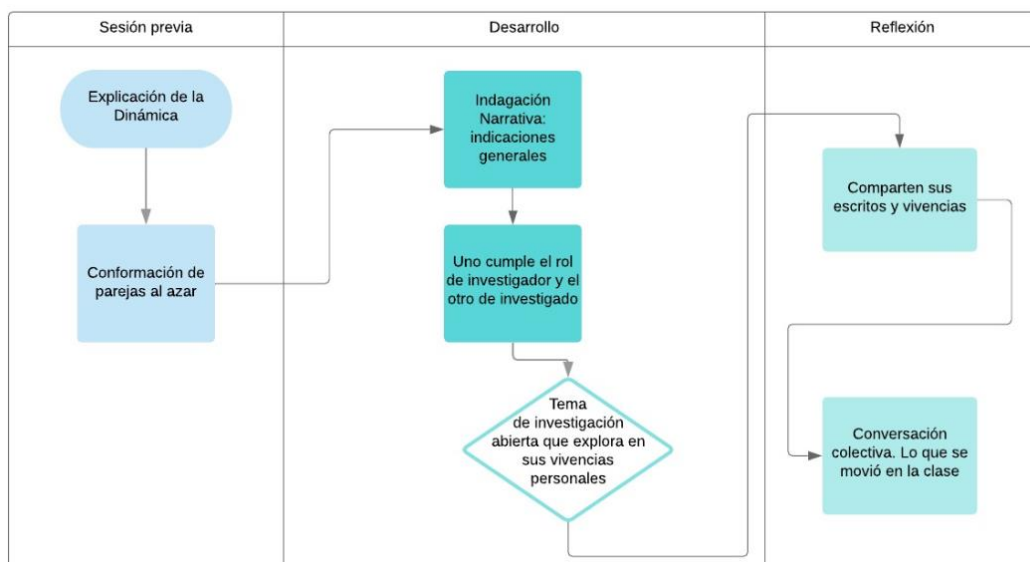 Sesión previa
Desarrollo
Reflexión
Explicación de la
Dinámica
Conformación de
parejas al azar
Indagación
Narrativa:
indicaciones
generales
Uno cumple el rol
de investigador y el
otro de investigado
Tema
de investigación
abierta que explora en
sus vivencias
personales
Comparten sus
escritos y vivencias
Conversación
colectiva. Lo que se
movió en la clase